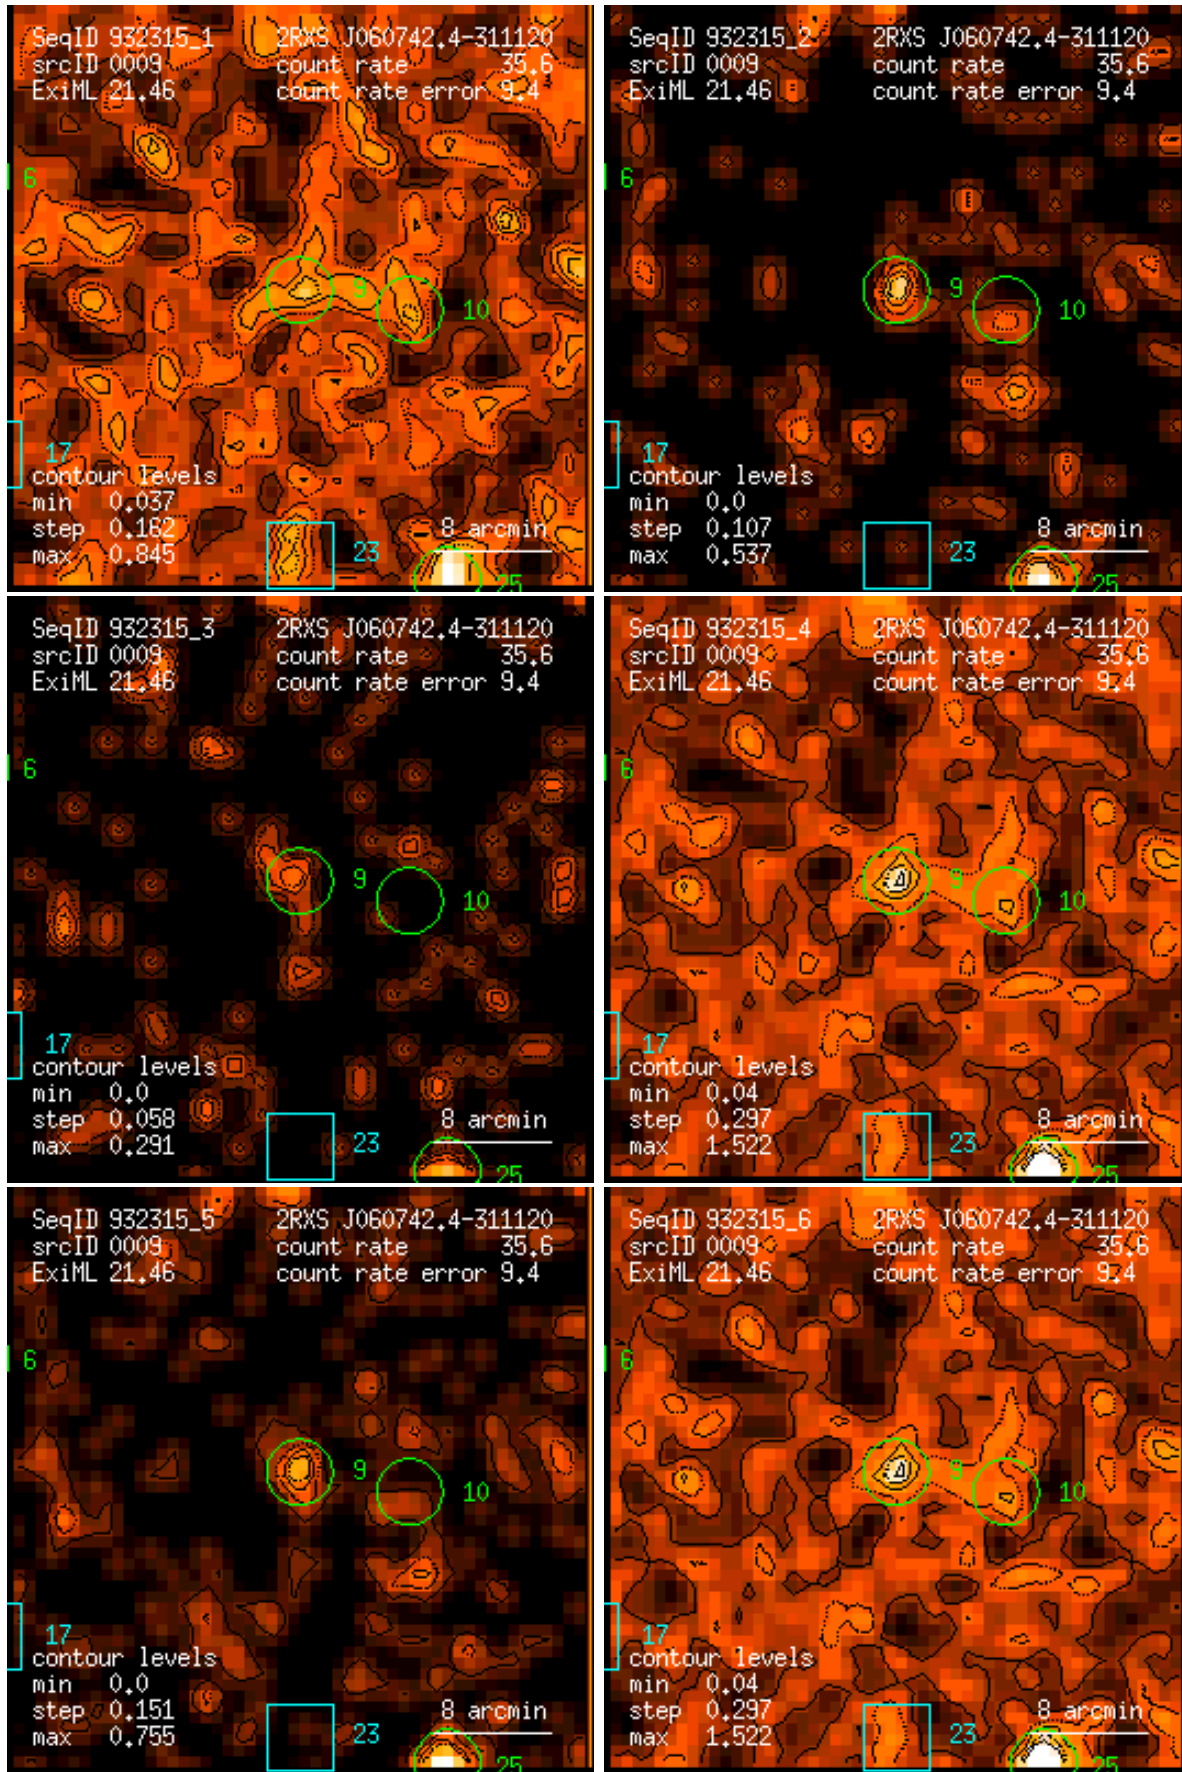 SeqID 932315_1 2RXS J060742.4-311120
srcID 0009 count rate 35.6
ExiML 21.46 count rate error 9.4
6
9
10
17
contour levels
min 0.037
step 0.162 8 arcmin
max 0.845 23
25
SeqID 932315_2 2RXS J060742.4-311120
srcID 0009 count rate 35.6
ExiML 21.46 count rate error 9.4
6
9
10
17
contour levels
min 0.0
step 0.107 8 arcmin
max 0.537 23
25
SeqID 932315_3 2RXS J060742.4-311120
srcID 0009 count rate 35.6
ExiML 21.46 count rate error 9.4
6
9
10
17
contour levels
min 0.0
step 0.058 8 arcmin
max 0.291 23
25
SeqID 932315_4 2RXS J060742.4-311120
srcID 0009 count rate 35.6
ExiML 21.46 count rate error 9.4
6
9
10
17
contour levels
min 0.04
step 0.297 8 arcmin
max 1.522 23
25
SeqID 932315_5 2RXS J060742.4-311120
srcID 0009 count rate 35.6
ExiML 21.46 count rate error 9.4
6
9
10
17
contour levels
min 0.0
step 0.151 8 arcmin
max 0.755 23
25
SeqID 932315_6 2RXS J060742.4-311120
srcID 0009 count rate 35.6
ExiML 21.46 count rate error 9.4
6
9
10
17
contour levels
min 0.04
step 0.297 8 arcmin
max 1.522 23
25